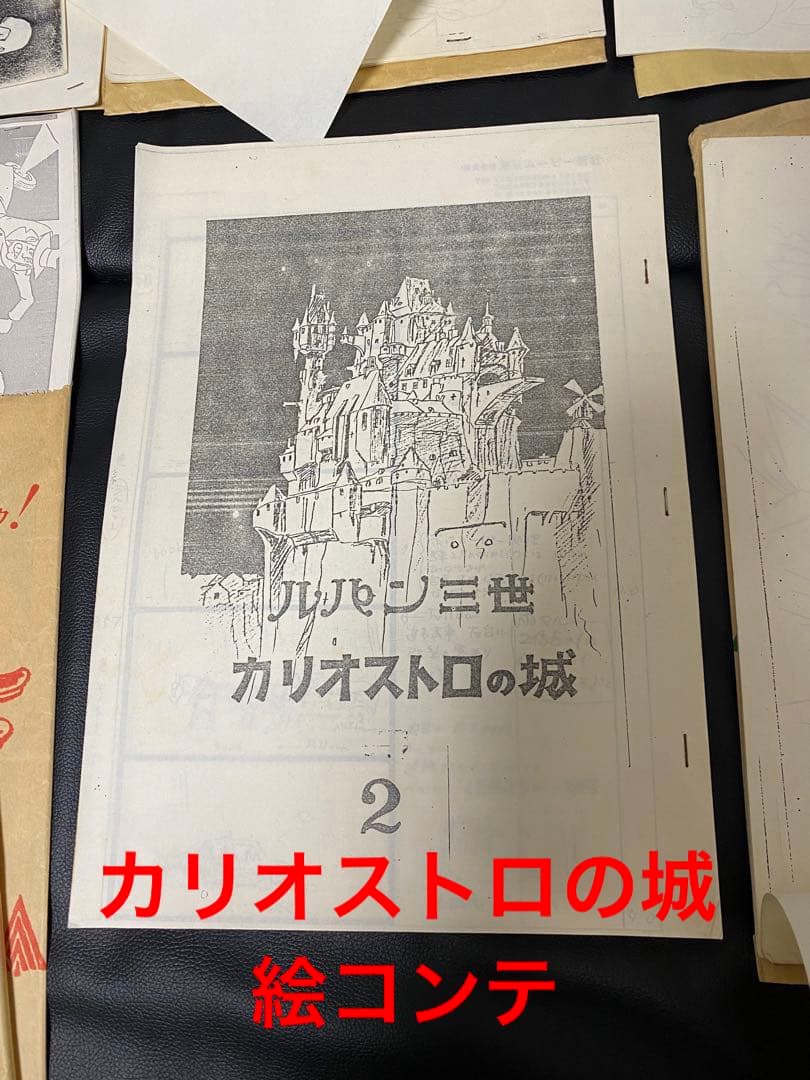 ルパン三世
カリオストロの城
2
カリオストロの城
絵コンテ